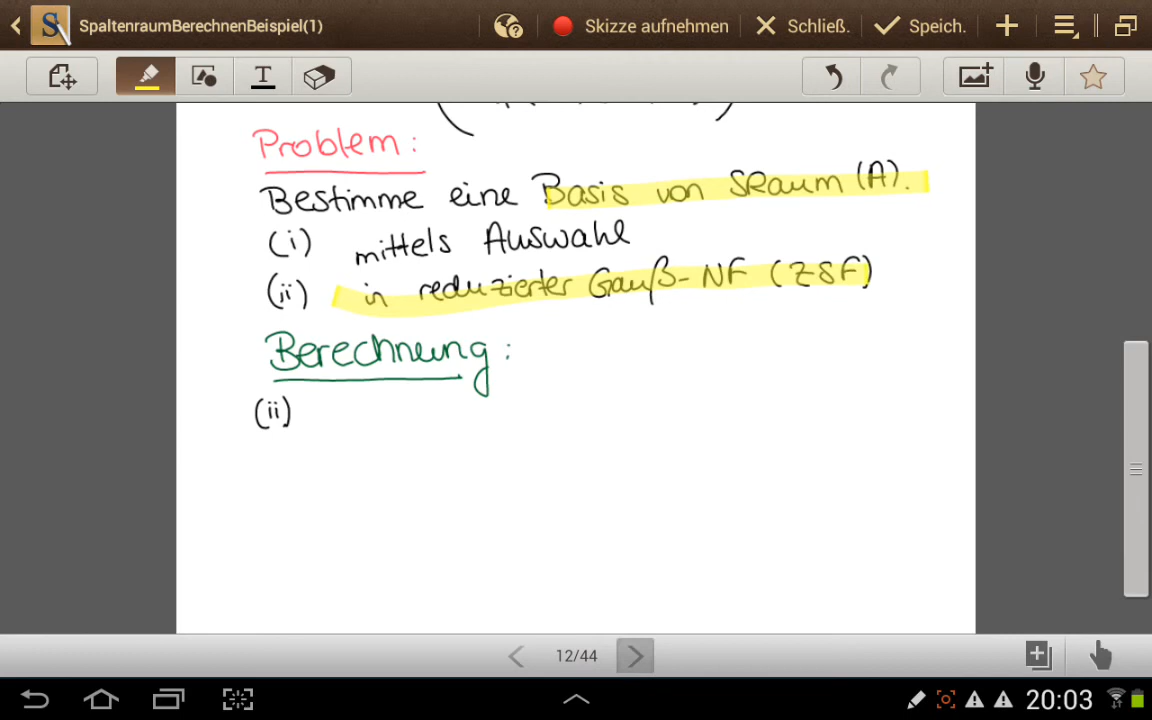 SpaltenraumBerechnenBeispiel(1)
Skizze aufnehmen
Schließ.
Speich.
Problem:
Bestimme eine Basis von SRaum (A).
(i) mittels Auswahl
(ii) in reduzierter Gauß-NF (ZSF)
Berechnung:
(ii)
12/44
20:03